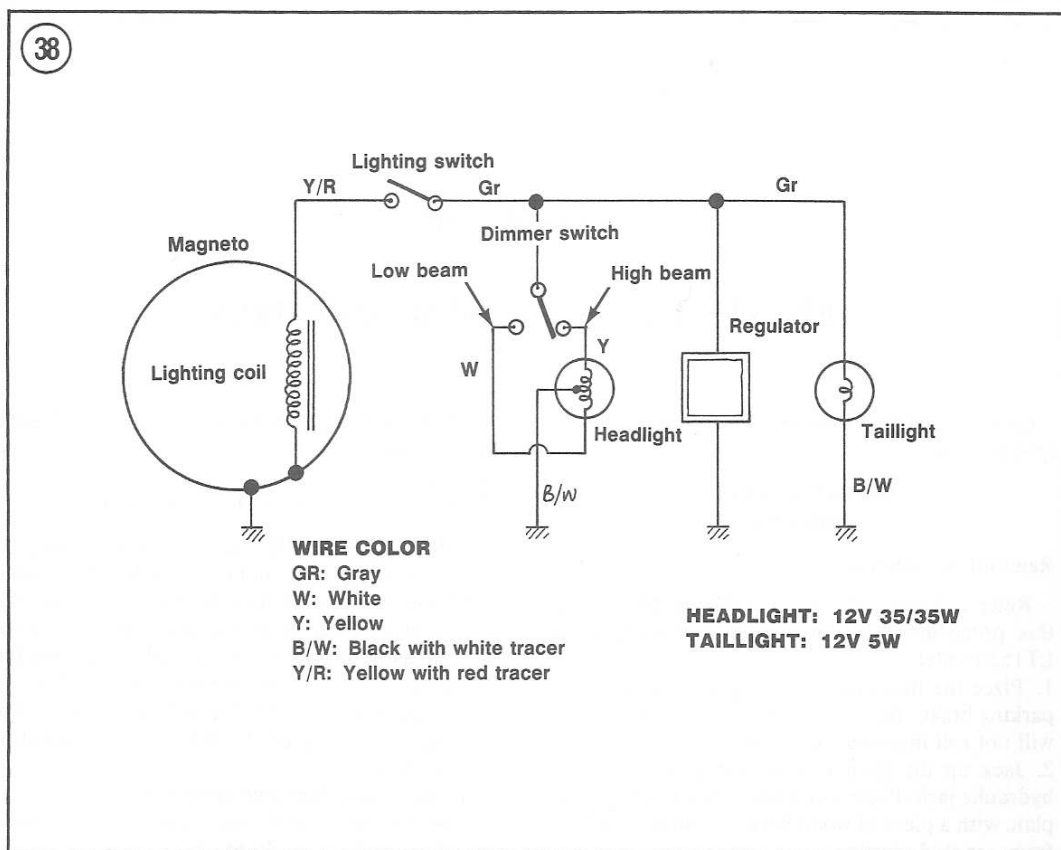 38
Lighting switch
Y/R
Gr
Gr
Dimmer switch
Magneto
Low beam
High beam
Regulator
W
Y
Lighting coil
Headlight
Taillight
B/W
B/W
WIRE COLOR
GR: Gray
W: White
Y: Yellow
B/W: Black with white tracer
Y/R: Yellow with red tracer
HEADLIGHT: 12V 35/35W
TAILLIGHT: 12V 5W